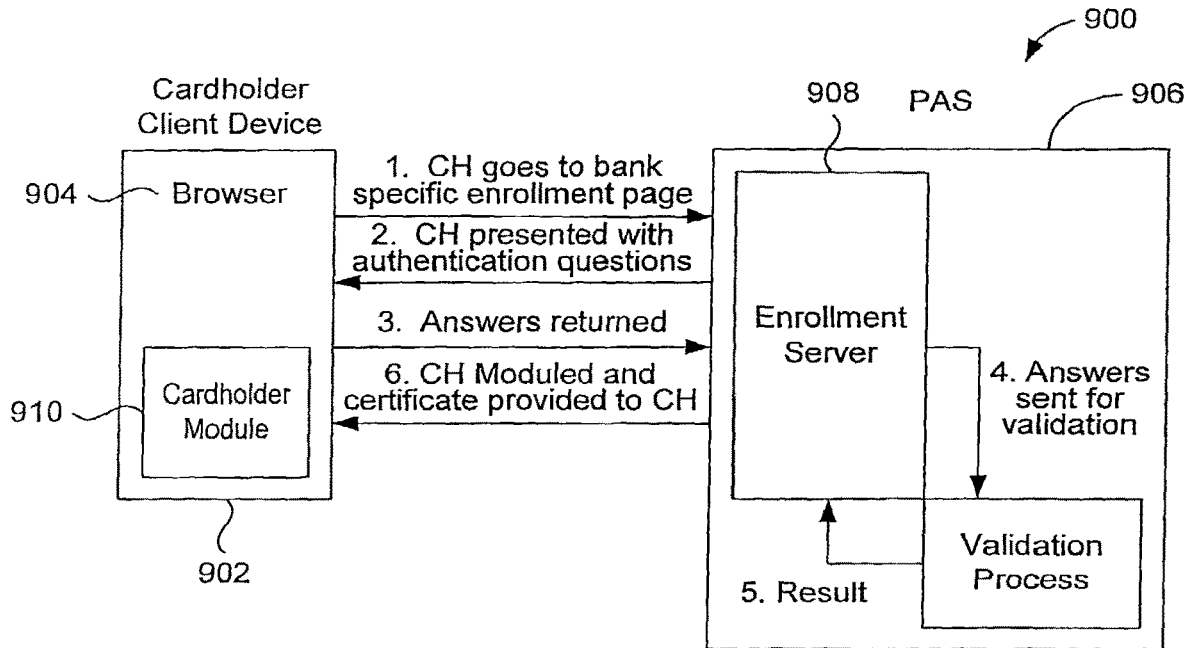 900
Cardholder
Client Device
908
PAS
906
904
Browser
1. CH goes to bank
specific enrollment page
2. CH presented with
authentication questions
3. Answers returned
6. CH Moduled and
certificate provided to CH
Enrollment
Server
4. Answers
sent for
validation
910
Cardholder
Module
902
5. Result
Validation
Process